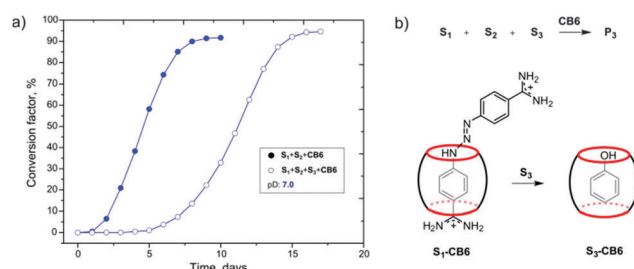 a)
Conversion factor, %
100
90
80
70
60
50
40
30
20
10
0
0
5
10
15
20
Time, days
S₁+S₂+CB6
S₁+S₂+S₃+CB6
pD: 7.0
b)
S₁ + S₂ + S₃ CB6 P₃
NH₂
+
NH₂
N
N
HN
S₃
OH
+
H₂N NH₂
S₁-CB6 S₃-CB6